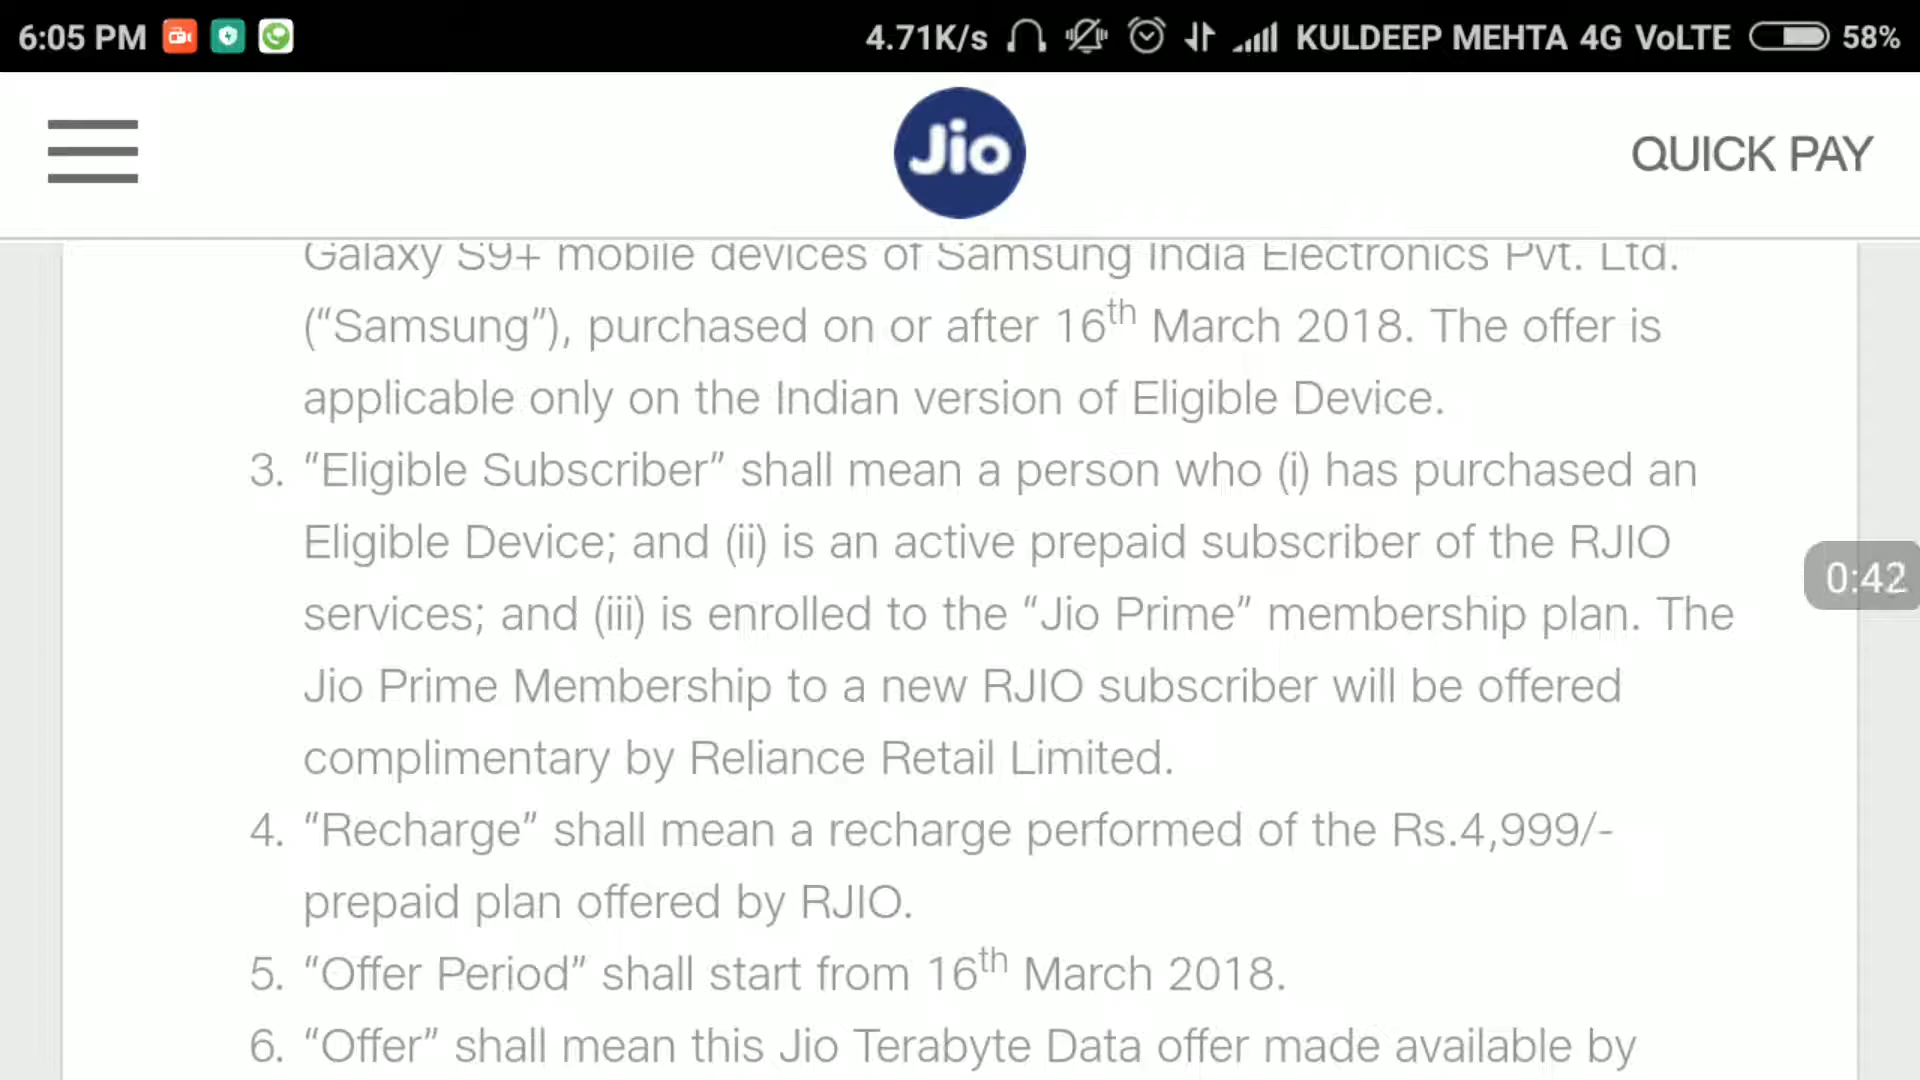 6:05 PM 4.71K/s KULDEEP MEHTA 4G VoLTE 58%
Jio
QUICK PAY
Galaxy S9+ mobile devices of Samsung India Electronics Pvt. Ltd.
(“Samsung”), purchased on or after 16th March 2018. The offer is
applicable only on the Indian version of Eligible Device.
3. “Eligible Subscriber” shall mean a person who (i) has purchased an
Eligible Device; and (ii) is an active prepaid subscriber of the RJIO
services; and (iii) is enrolled to the “Jio Prime” membership plan. The
Jio Prime Membership to a new RJIO subscriber will be offered
complimentary by Reliance Retail Limited.
0:42
4. “Recharge” shall mean a recharge performed of the Rs.4,999/-
prepaid plan offered by RJIO.
5. “Offer Period” shall start from 16th March 2018.
6. “Offer” shall mean this Jio Terabyte Data offer made available by